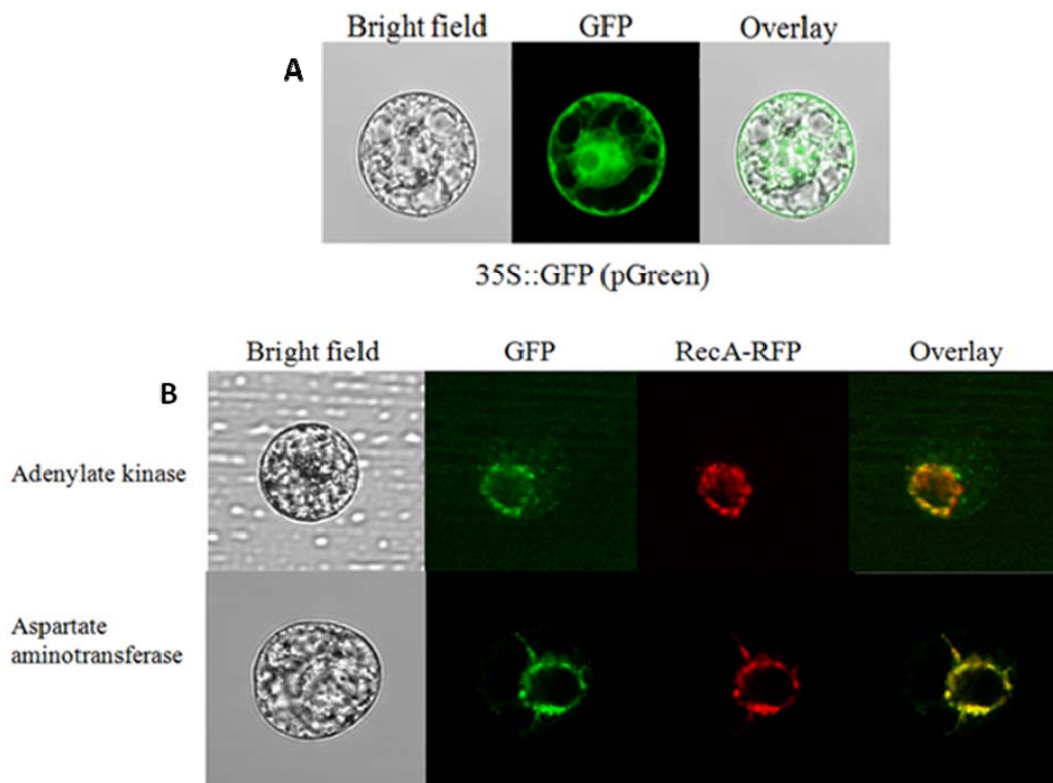 Bright field GFP Overlay
A
35S::GFP (pGreen)
Bright field GFP RecA-RFP Overlay
B
Adenylate kinase
Aspartate
aminotransferase